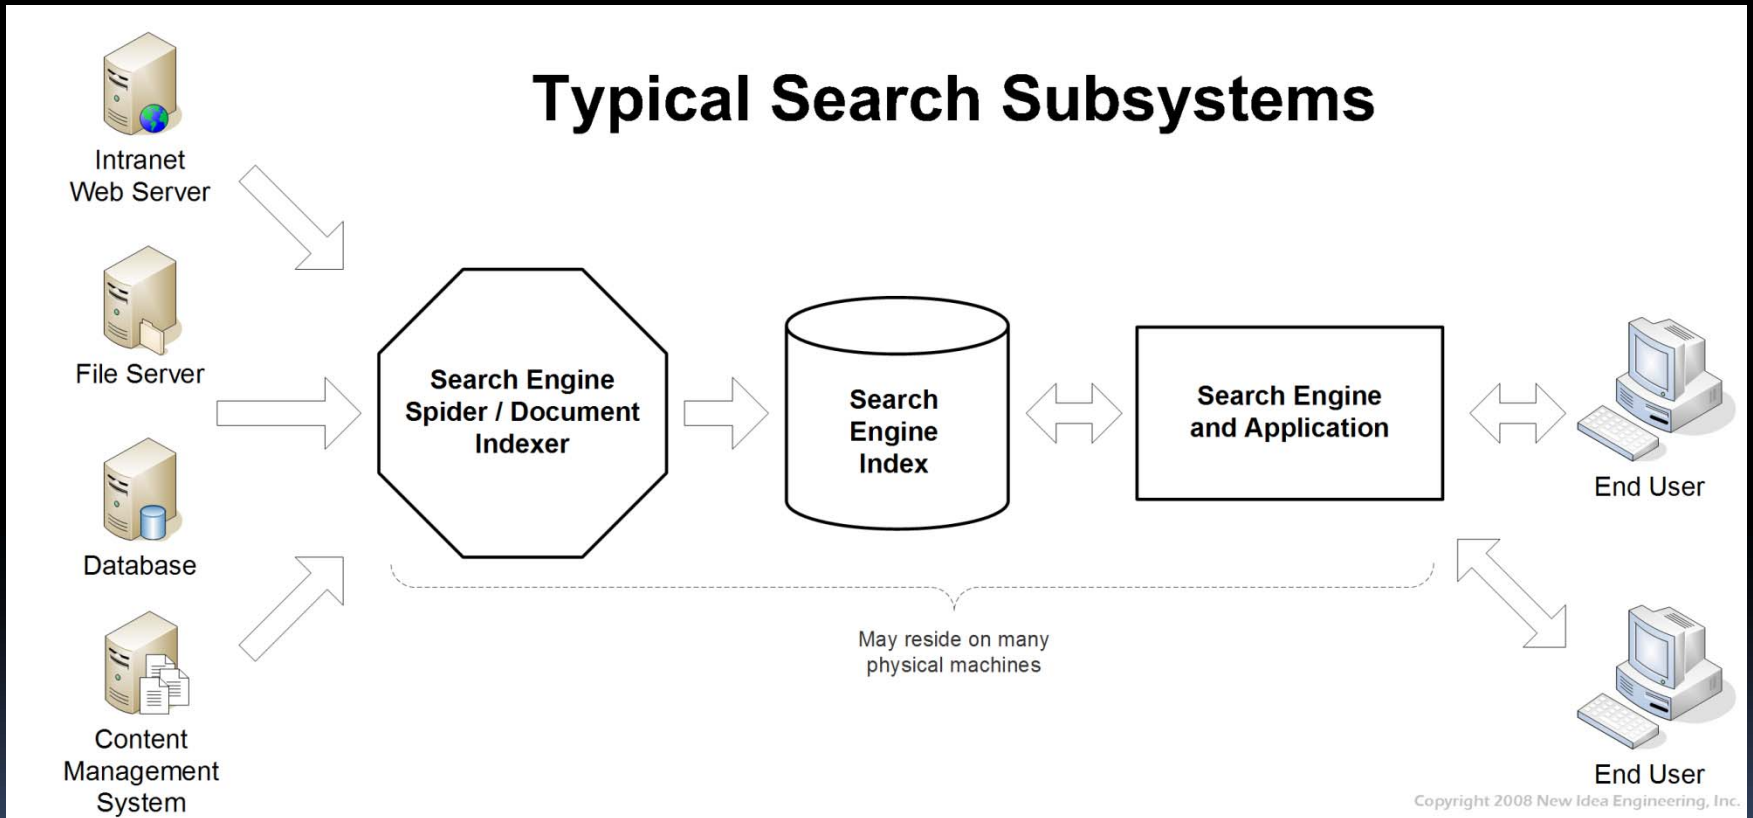 Typical Search Subsystems
Intranet
Web Server
File Server
Database
Content
Management
System
Search Engine
Spider / Document
Indexer
Search
Engine
Index
Search Engine
and Application
May reside on many
physical machines
End User
End User
Copyright 2008 New Idea Engineering, Inc.